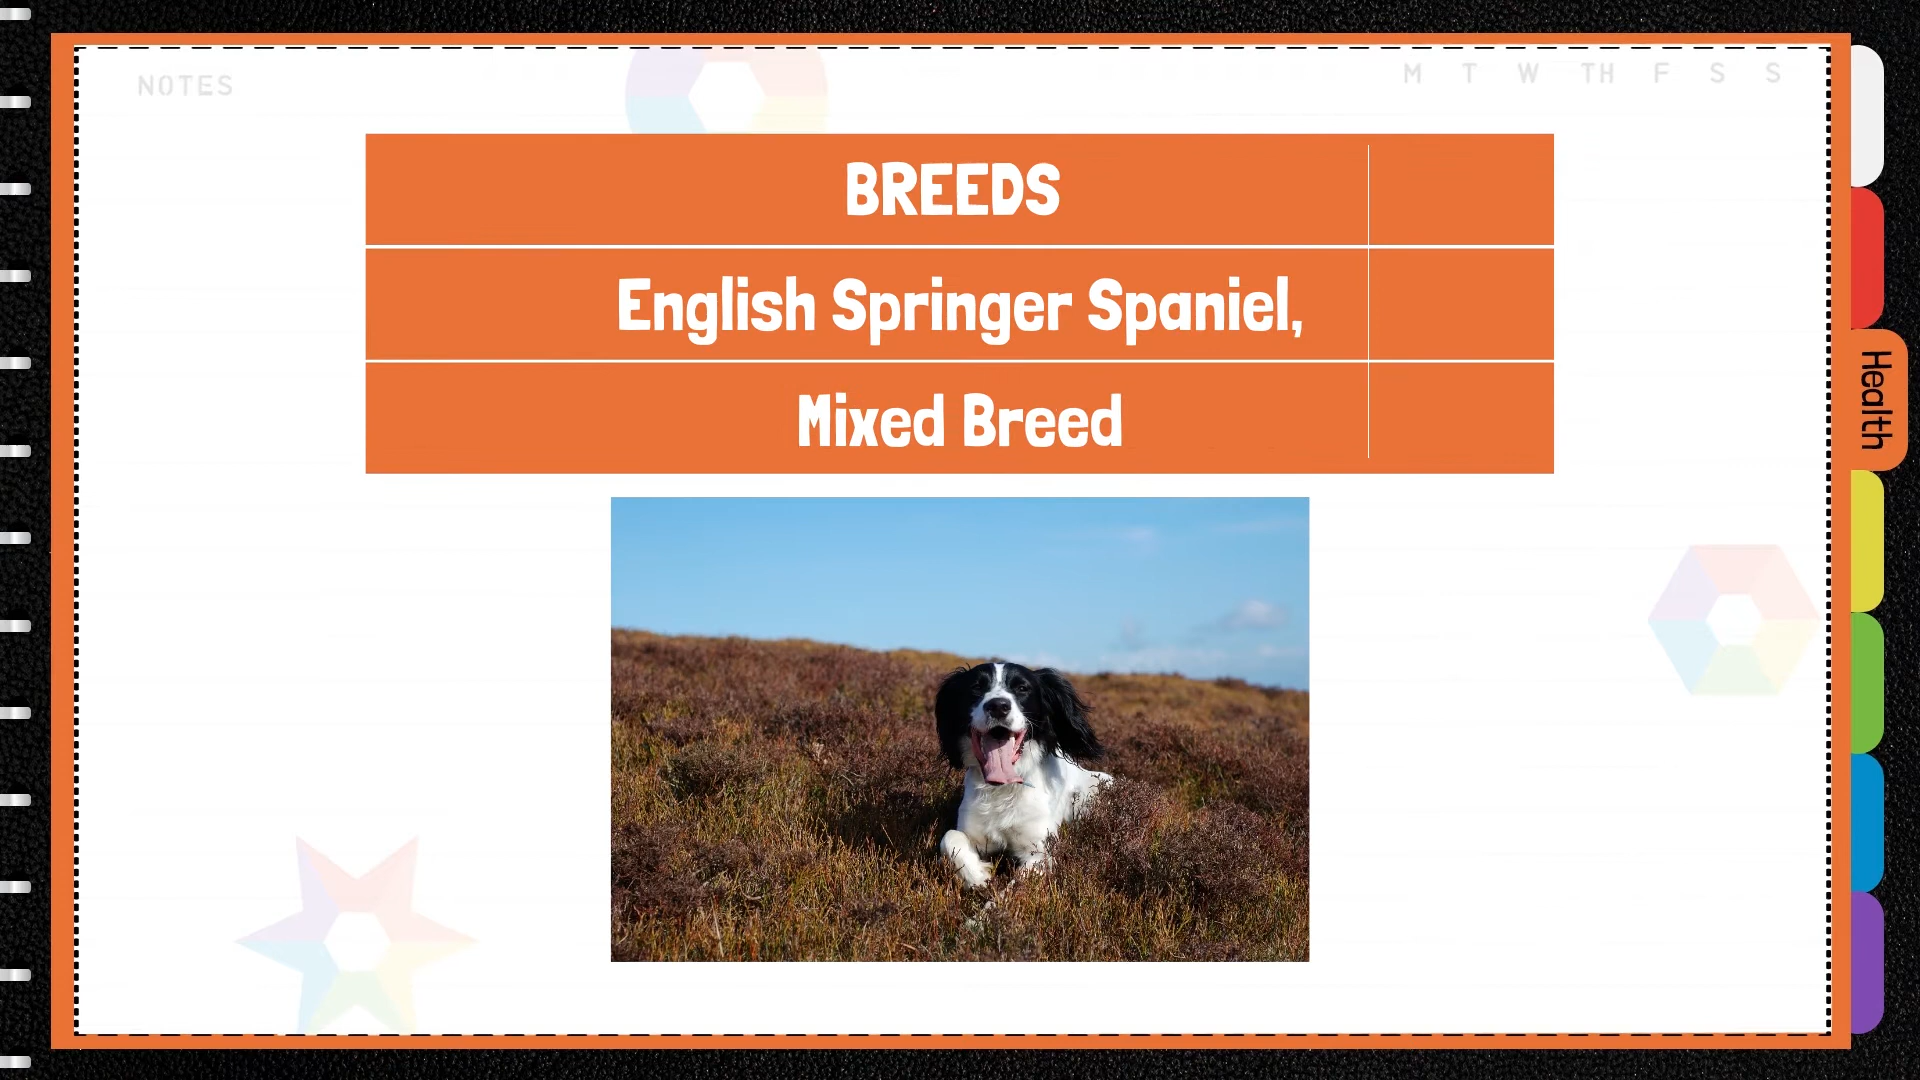 NOTES
M T W TH F S S
BREEDS
English Springer Spaniel,
Mixed Breed
Health